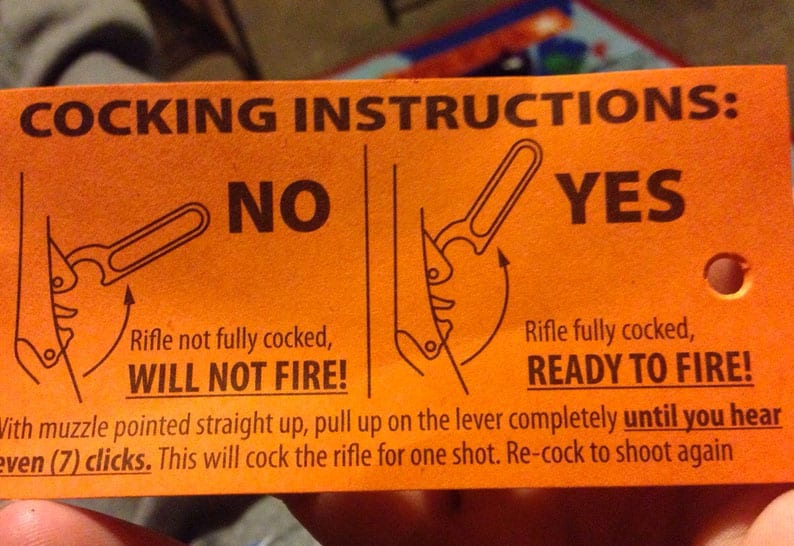 COCKING INSTRUCTIONS:
NO
Rifle not fully cocked,
WILL NOT FIRE!
YES
Rifle fully cocked,
READY TO FIRE!
With muzzle pointed straight up, pull up on the lever completely until you hear
even (7) clicks. This will cock the rifle for one shot. Re-cock to shoot again